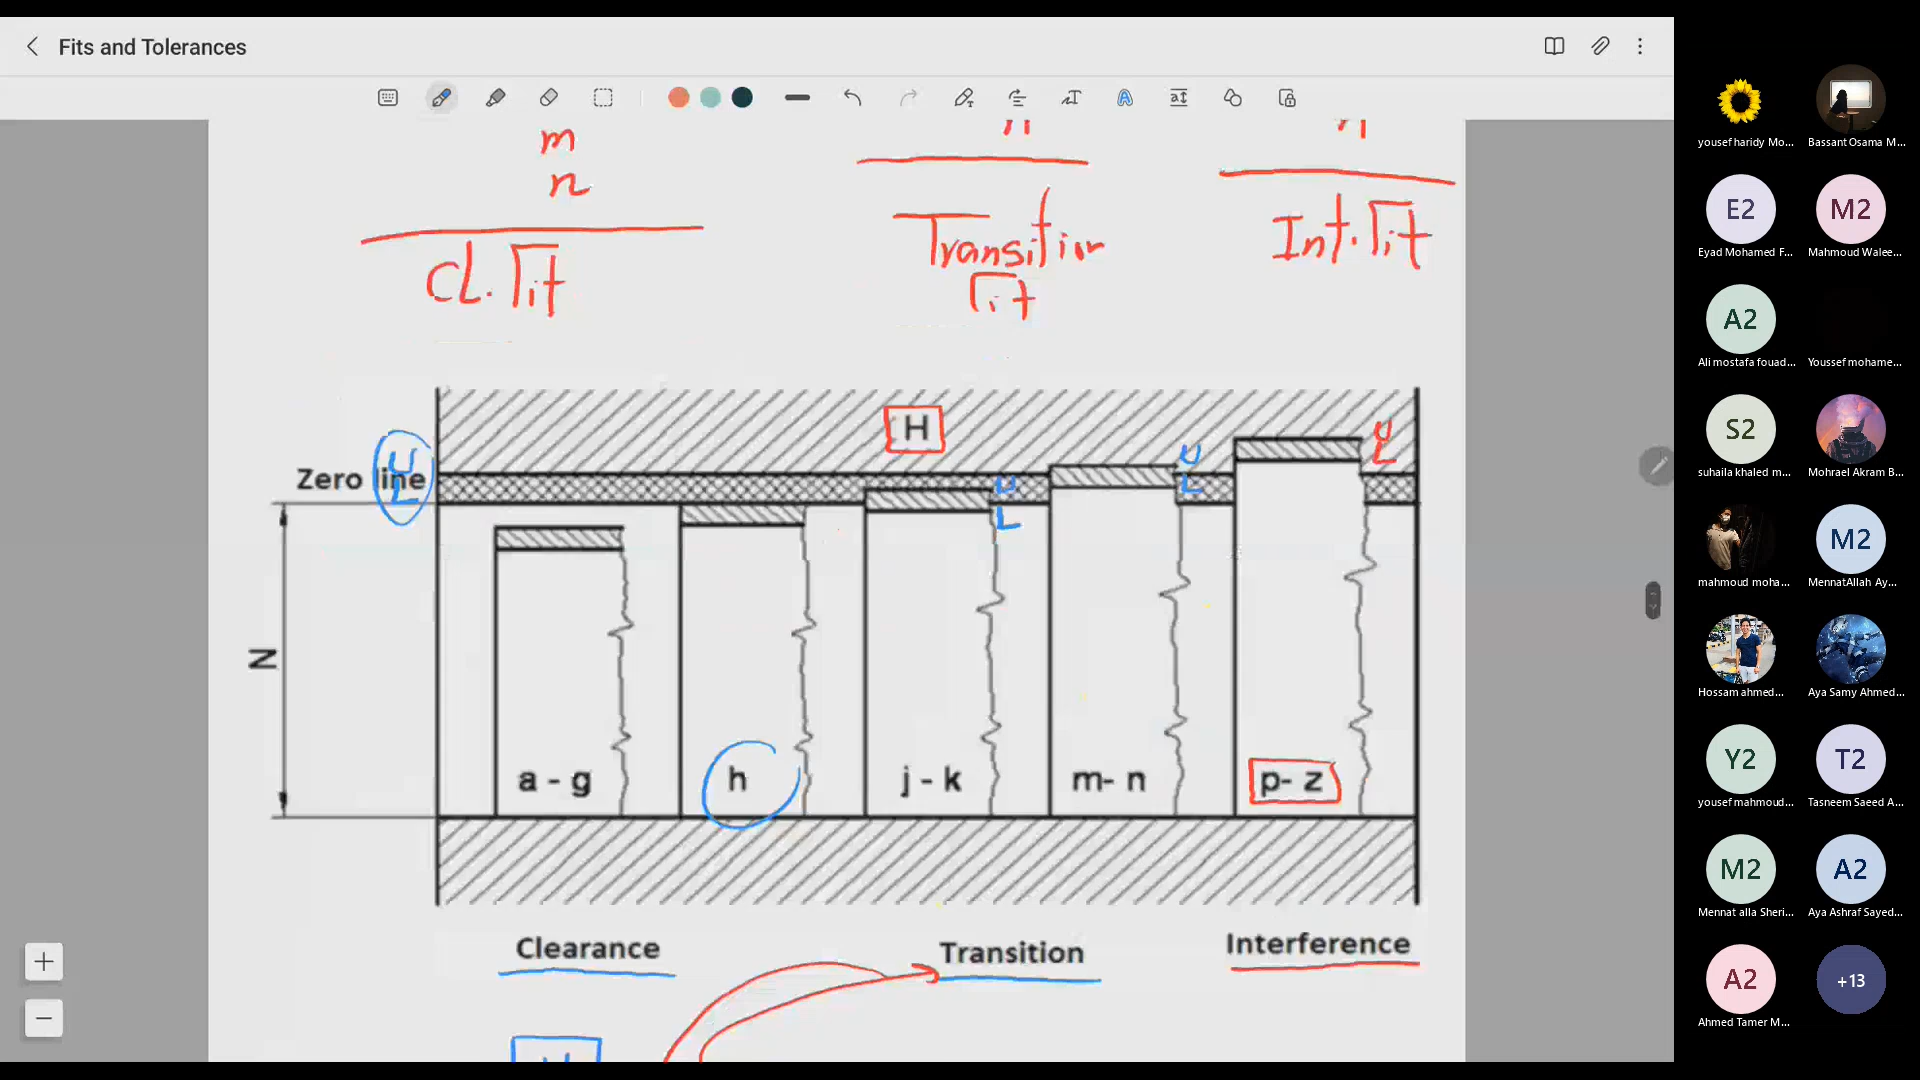 Fits and Tolerances
m
n
Cl. Fit
Transition
Fit
Int. Fit
H
U
L
Zero line
U
L
U
L
U
L
N
a - g
h
j - k
m- n
p- z
Clearance
Transition
Interference
yousef haridy Mo...
Bassant Osama M...
E2
Eyad Mohamed F...
M2
Mahmoud Walee...
A2
Ali mostafa fouad...
Youssef mohame...
S2
suhaila khaled m...
Mohrael Akram B...
mahmoud moha...
M2
MennatAllah Ay...
Hossam ahmed...
Aya Samy Ahmed...
Y2
yousef mahmoud...
T2
Tasneem Saeed A...
M2
Mennat alla Sheri...
A2
Aya Ashraf Sayed...
A2
Ahmed Tamer M...
+13